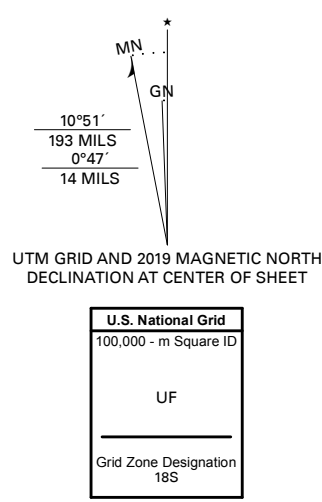 MN
GN
10°51´
193 MILS
0°47´
14 MILS
UTM GRID AND 2019 MAGNETIC NORTH
DECLINATION AT CENTER OF SHEET
U.S. National Grid
100,000 - m Square ID
UF
Grid Zone Designation
18S